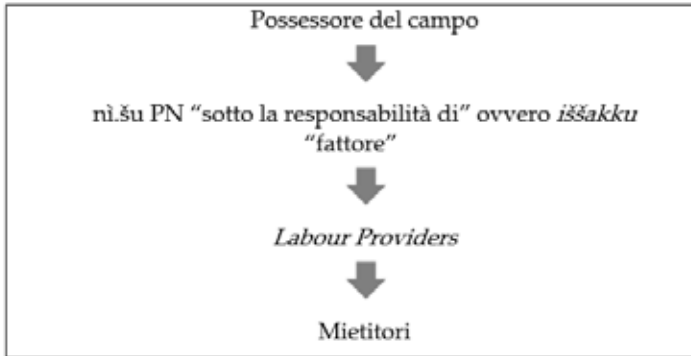 Possessore del campo
nì.šu PN “sotto la responsabilità di” ovvero iššakku
“fattore”
Labour Providers
Mietitori